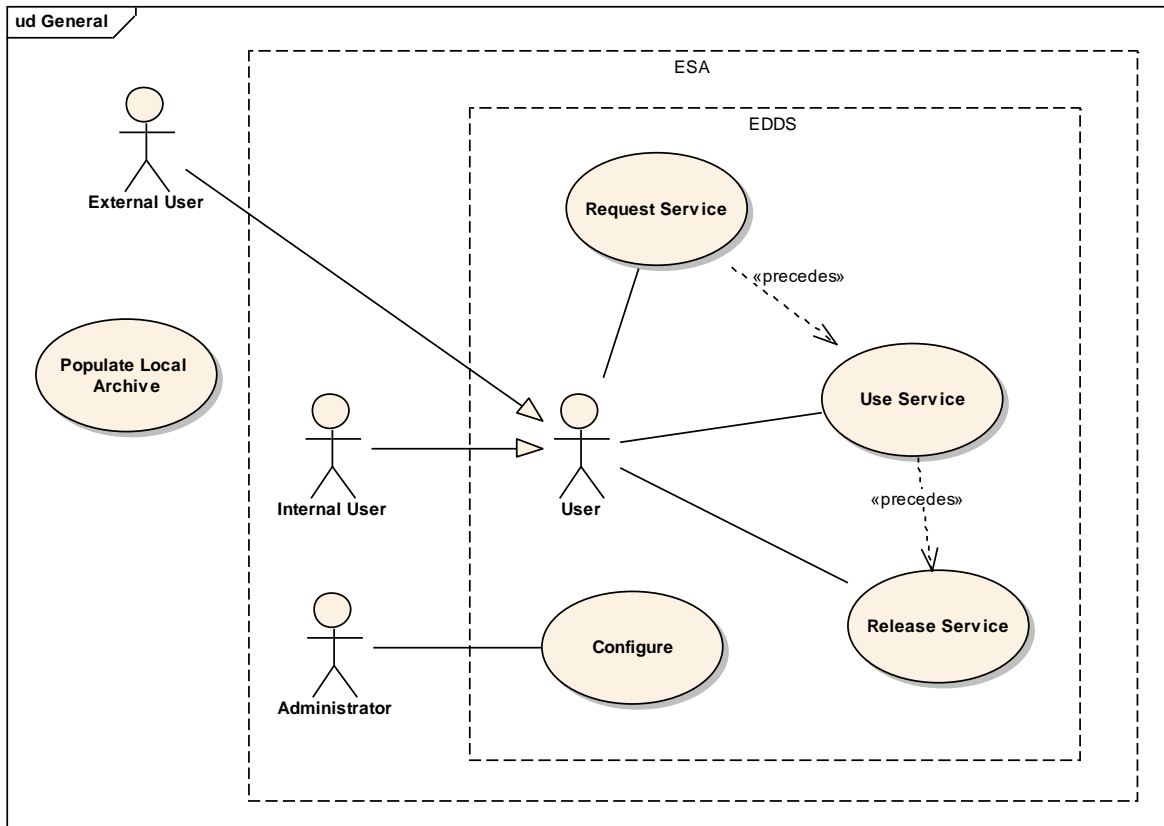 ud General
ESA
EDDS
External User
Request Service
«precedes»
Populate Local
Archive
Use Service
Internal User
User
«precedes»
Release Service
Configure
Administrator